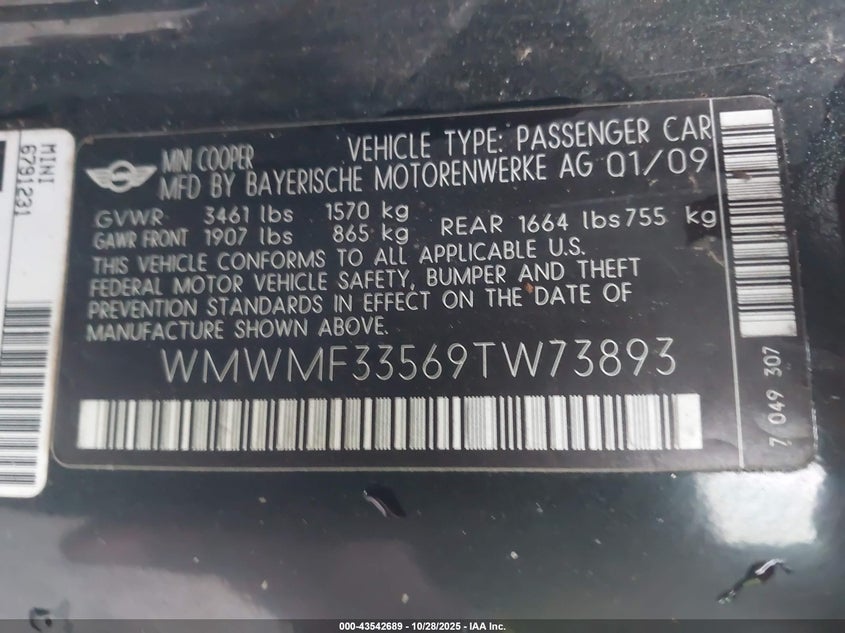 MINI COOPER VEHICLE TYPE: PASSENGER CAR
MFD BY BAYERISCHE MOTORENWERKE AG 01/09
GVWR 3461 lbs 1570 kg
GAWR FRONT 1907 lbs 865 kg REAR 1664 lbs 755 kg
THIS VEHICLE CONFORMS TO ALL APPLICABLE U.S.
FEDERAL MOTOR VEHICLE SAFETY, BUMPER AND THEFT
PREVENTION STANDARDS IN EFFECT ON THE DATE OF
MANUFACTURE SHOWN ABOVE.
WMWMF33569TW73893
7 049 307
MINI
6791231
000-43542689 | 10/28/2025 - IAA Inc.